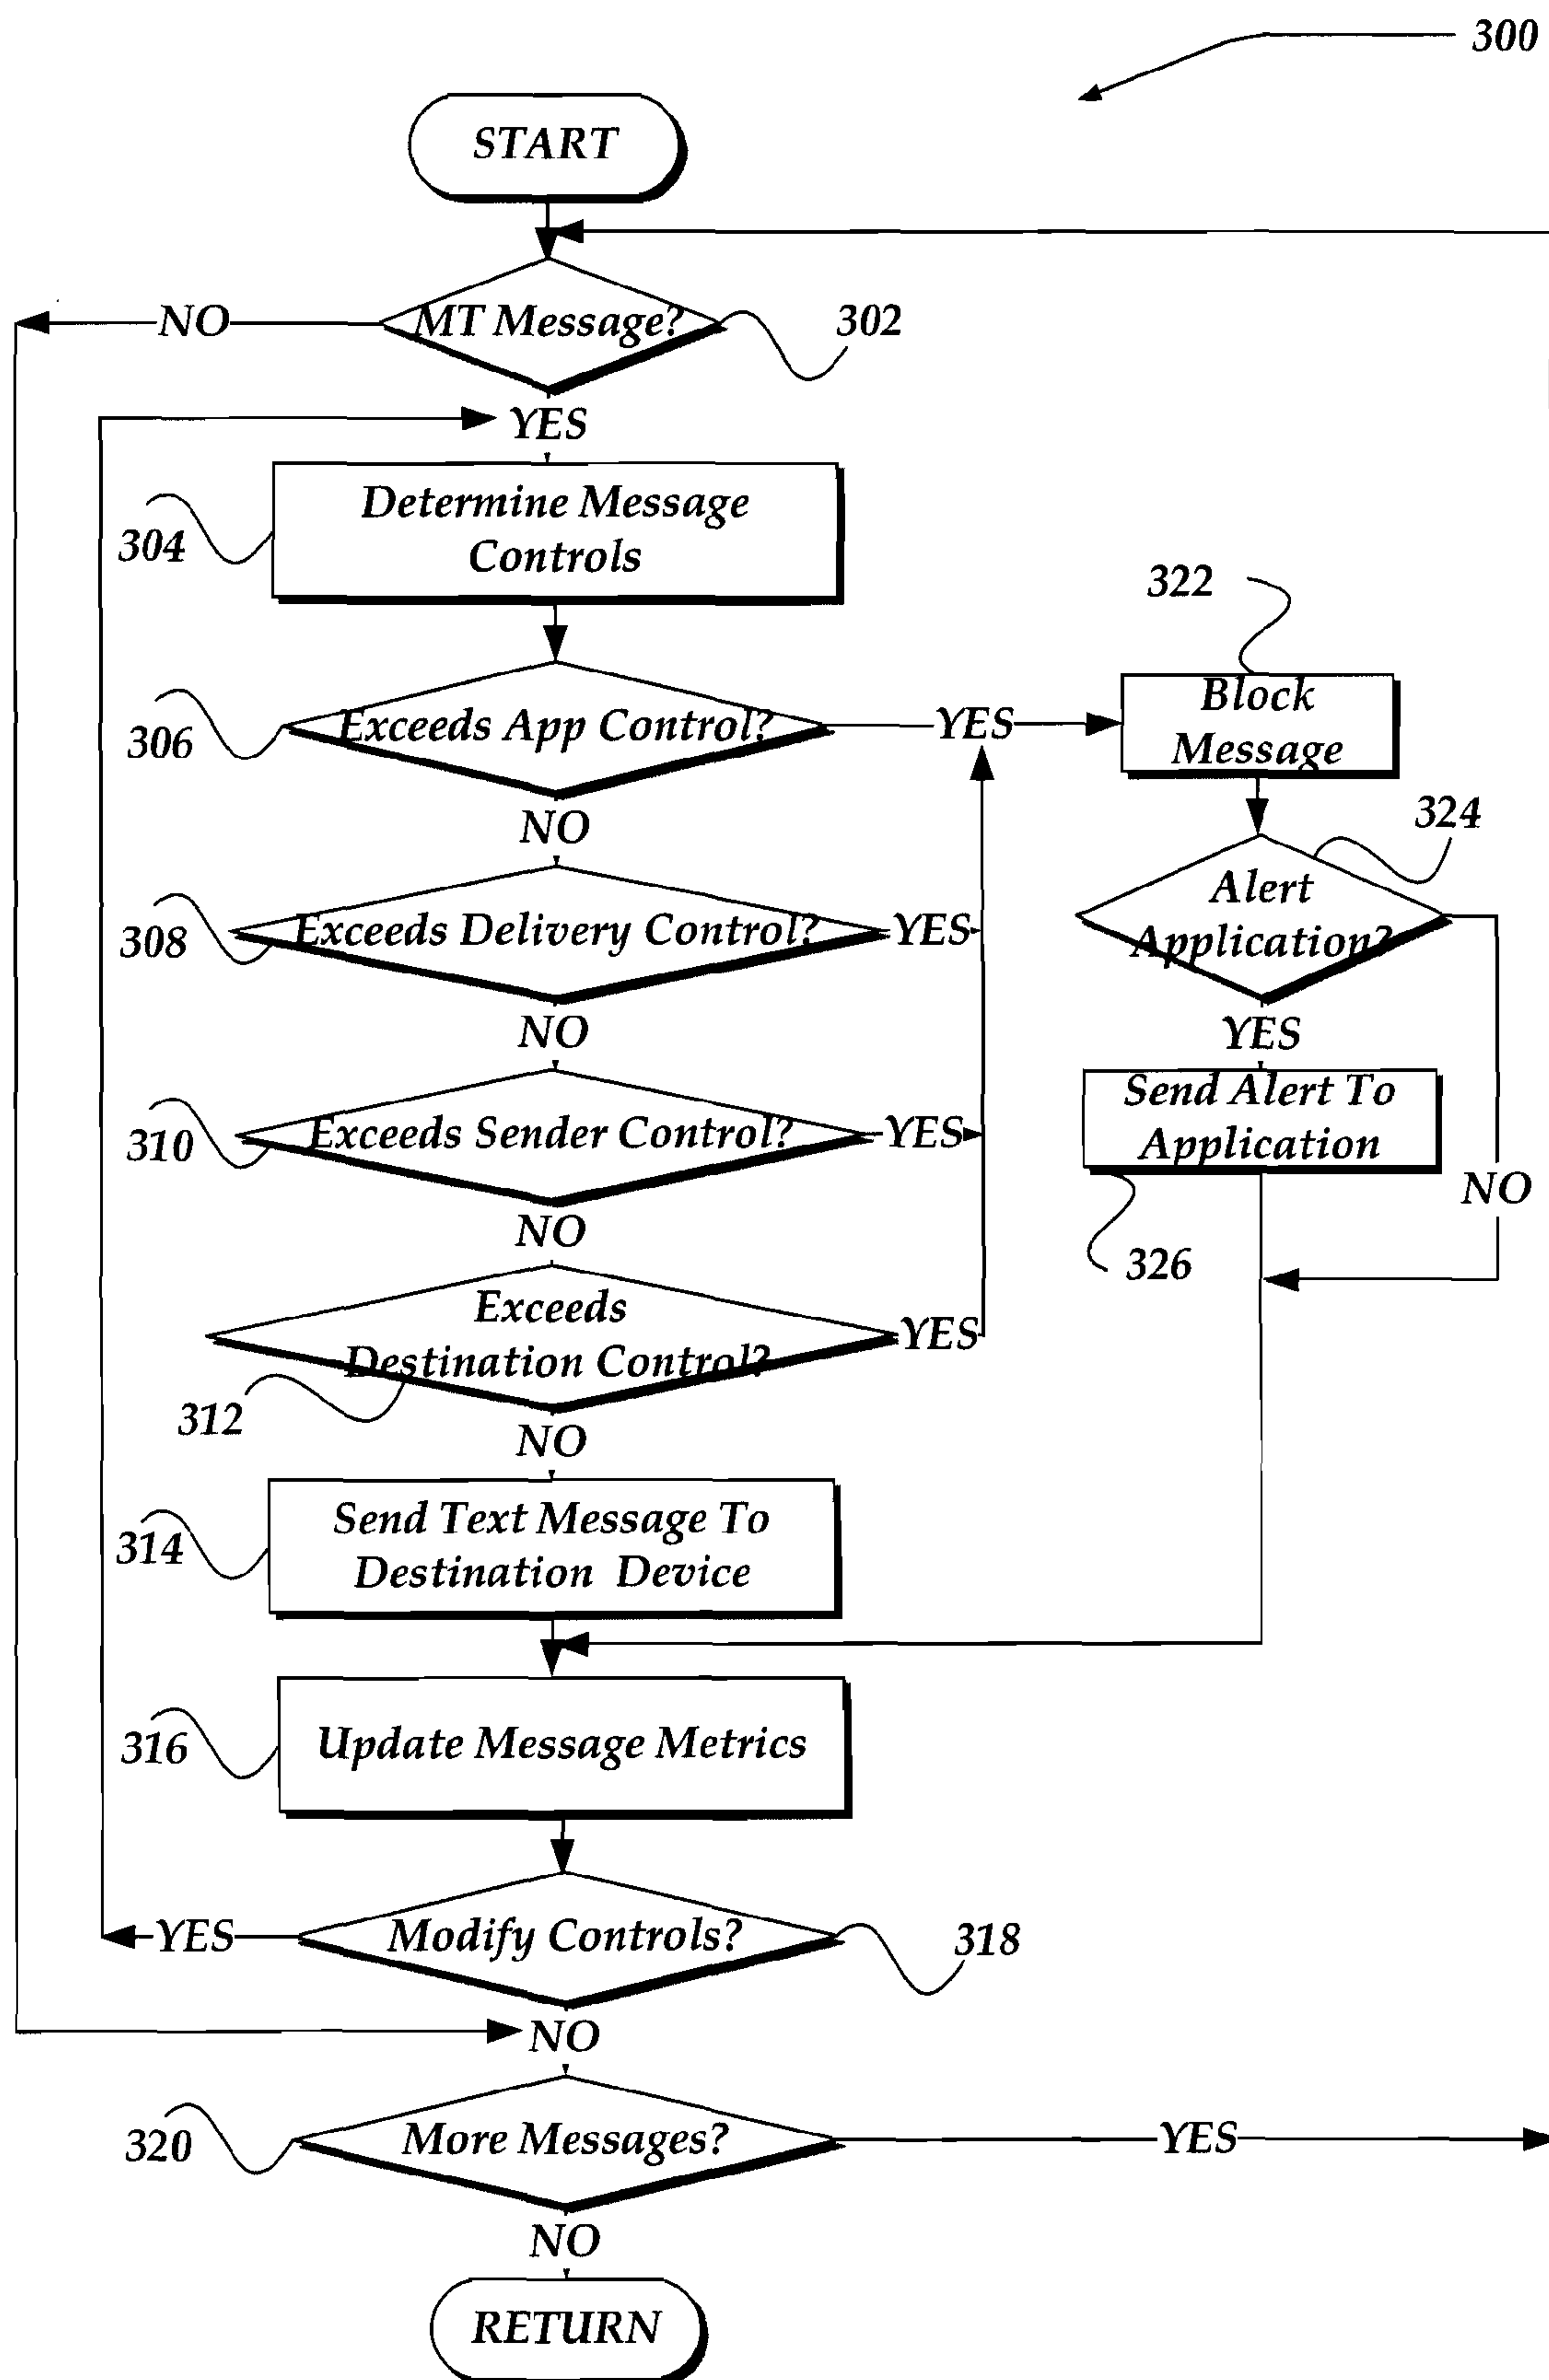 300
START
MT Message?
NO
302
YES
Determine Message
Controls
304
322
Block
Message
Exceeds App Control?
YES
306
NO
324
Alert
Application?
Exceeds Delivery Control?
YES
308
NO
YES
Send Alert To
Application
Exceeds Sender Control?
YES
310
NO
NO
326
Exceeds
Destination Control?
YES
312
NO
Send Text Message To
Destination Device
314
Update Message Metrics
316
Modify Controls?
YES
318
NO
More Messages?
YES
320
NO
RETURN